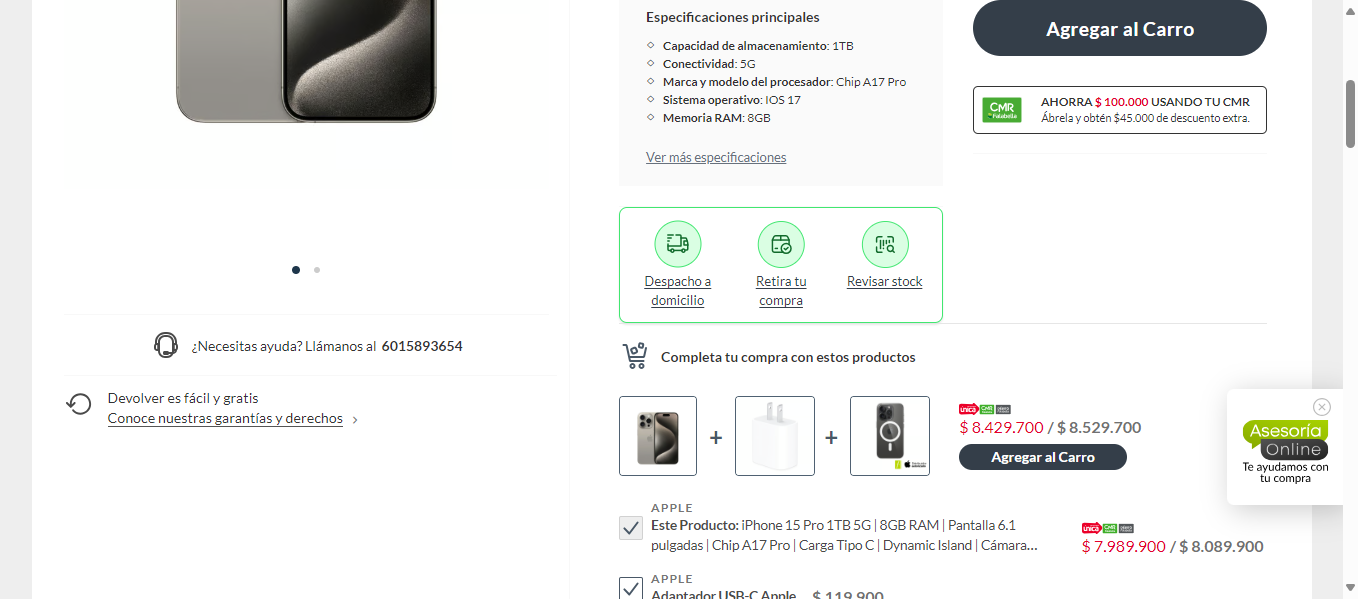 Especificaciones principales
Capacidad de almacenamiento: 1TB
Conectividad: 5G
Marca y modelo del procesador: Chip A17 Pro
Sistema operativo: IOS 17
Memoria RAM: 8GB
Ver más especificaciones
Agregar al Carro
CMR
Falabella
AHORRA $ 100.000 USANDO TU CMR
Ábrela y obtén $45.000 de descuento extra.
Despacho a
domicilio
Retira tu
compra
Revisar stock
¿Necesitas ayuda? Llámanos al 6015893654
Devolver es fácil y gratis
Conoce nuestras garantías y derechos
Completa tu compra con estos productos
única CMR
$ 8.429.700 / $ 8.529.700
Agregar al Carro
Asesoría
Online
Te ayudamos con
tu compra
APPLE
Este Producto: iPhone 15 Pro 1TB 5G | 8GB RAM | Pantalla 6.1
pulgadas | Chip A17 Pro | Carga Tipo C | Dynamic Island | Cámara...
única CMR
$ 7.989.900 / $ 8.089.900
APPLE
Adaptador USB-C Apple
$ 119.900